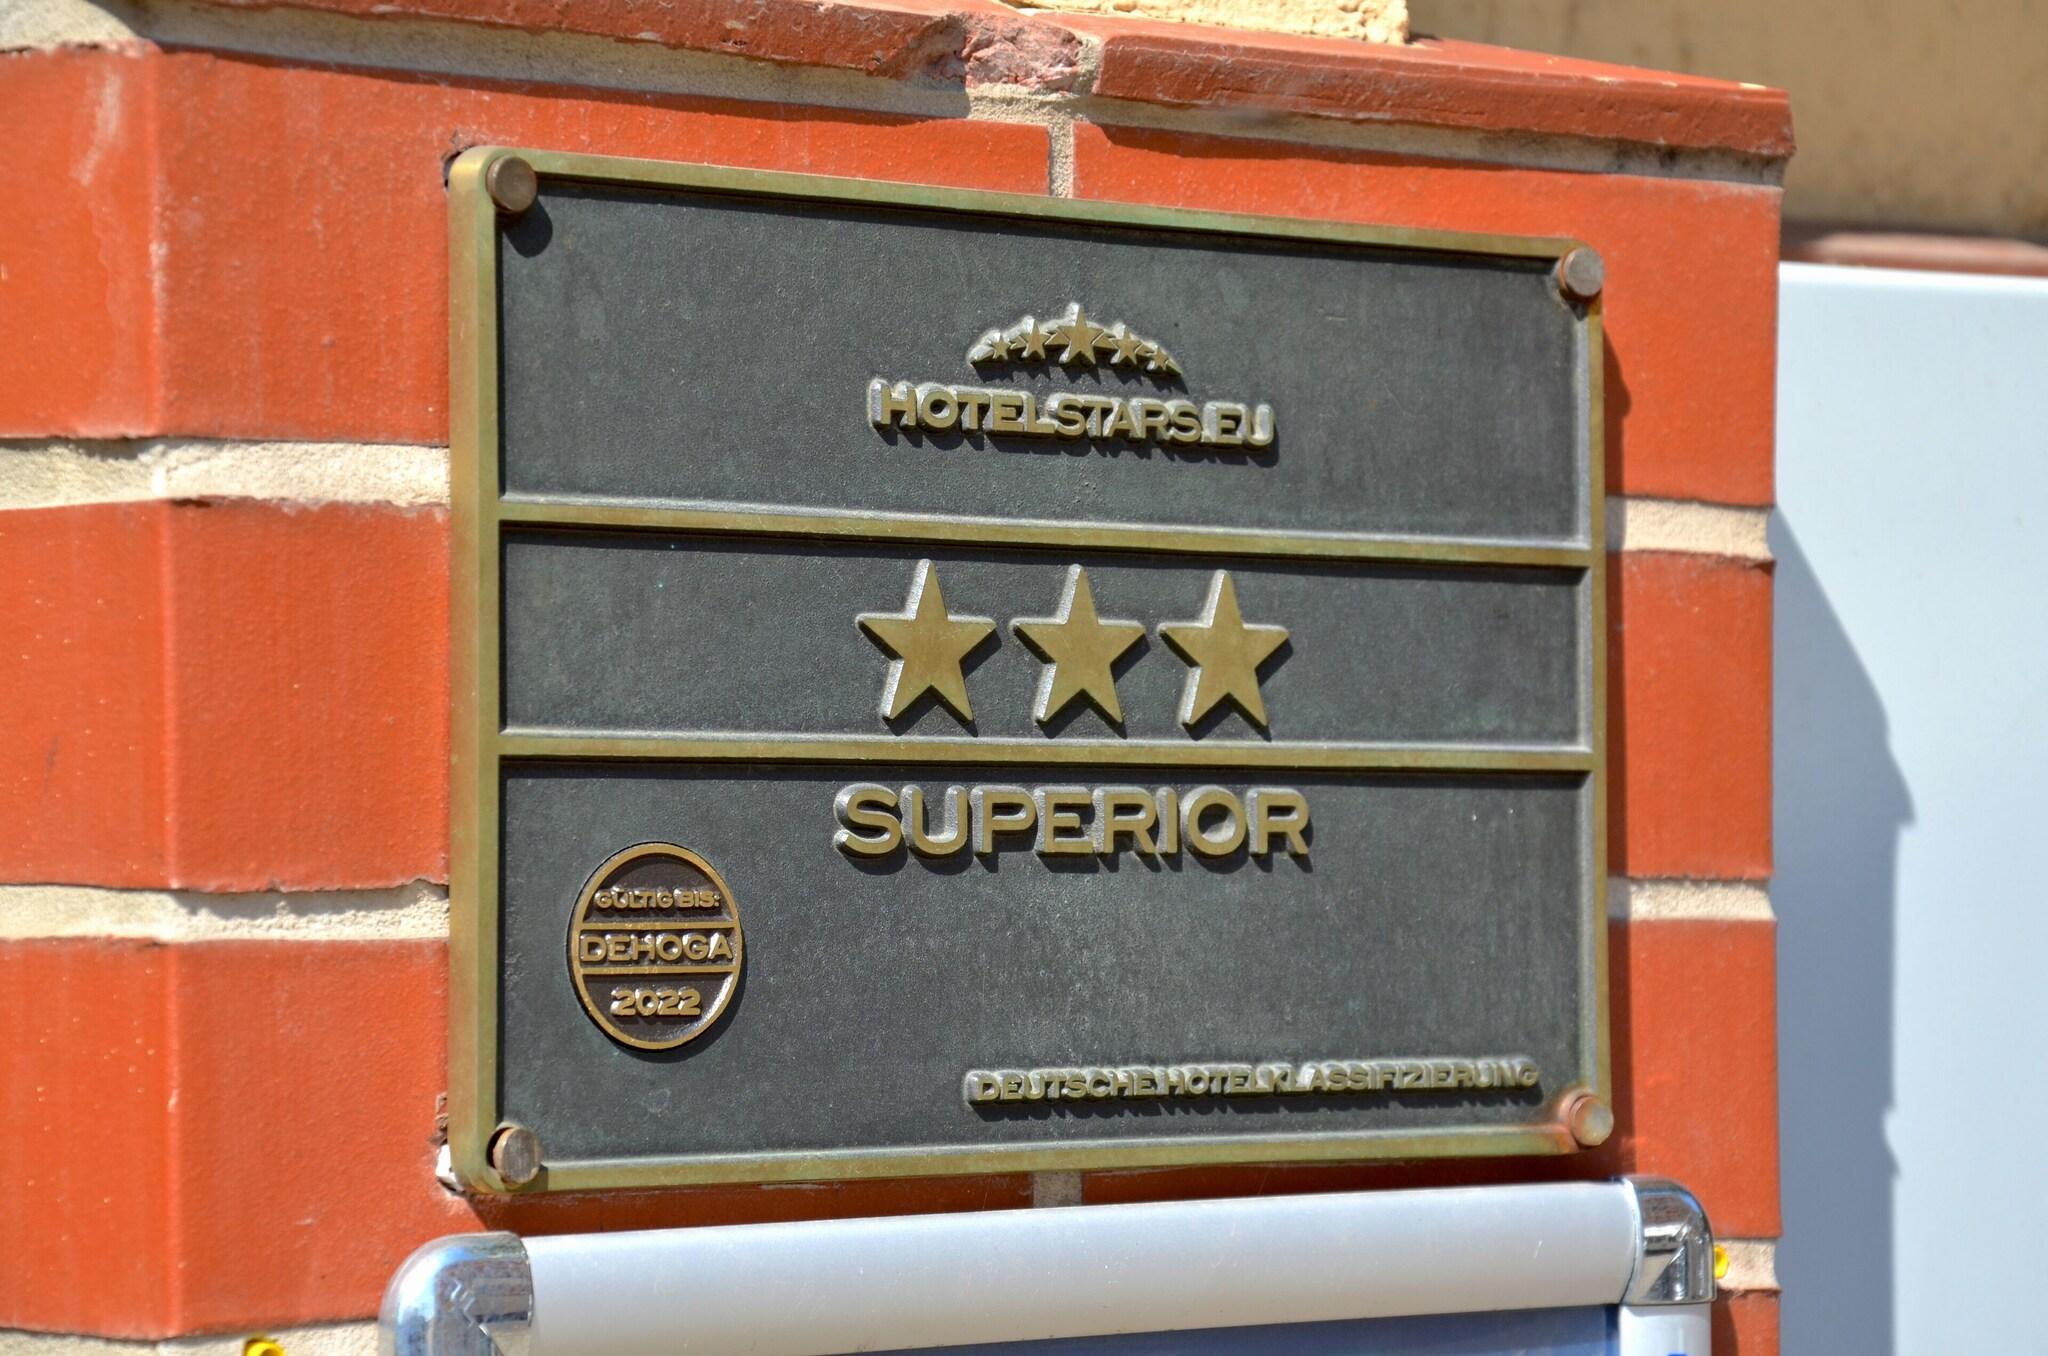 HOTELSTARS.EU
SUPERIOR
GÜLTIG BIS:
DEHOGA
2022
DEUTSCHE HOTELKLASSIFIZIERUNG